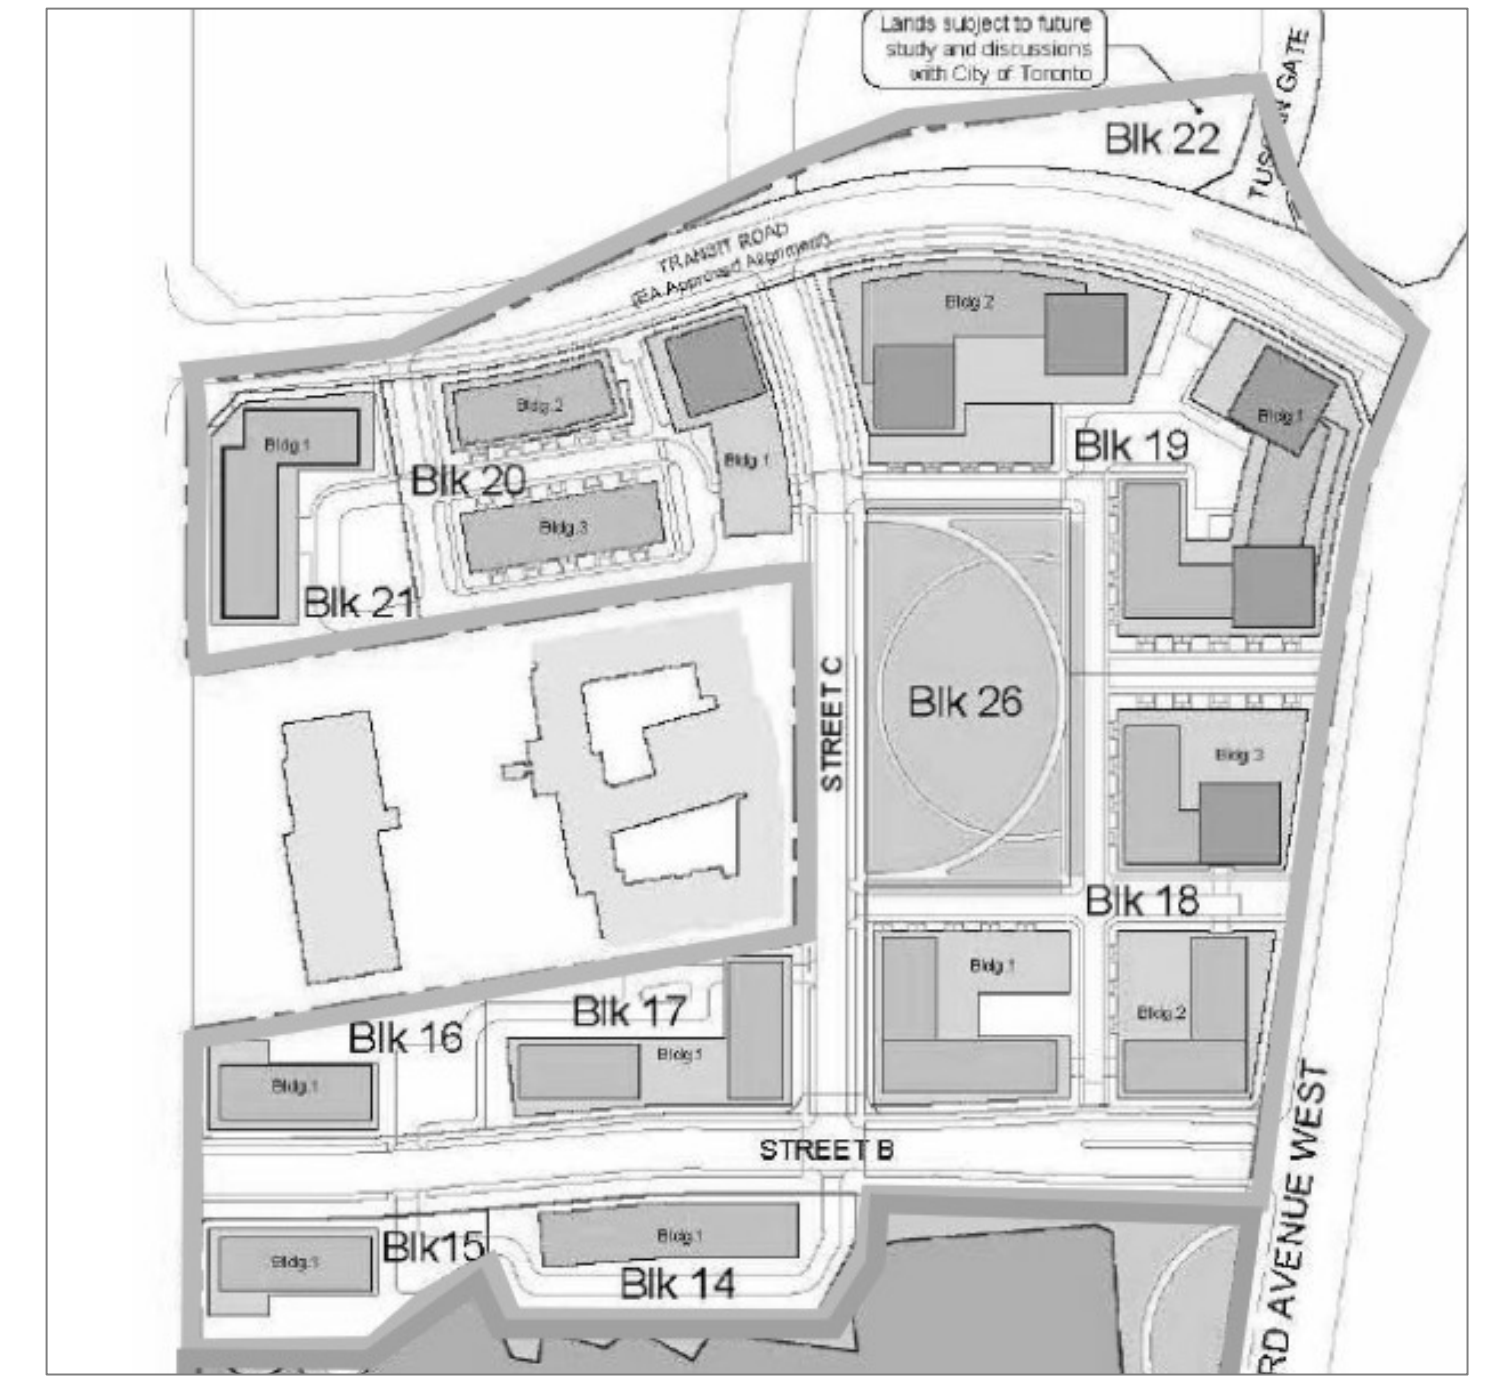 Lands subject to future
study and discussions
with City of Toronto
Blk 22
TRANSIT ROAD
(EA Approved Alignment)
Bldg.2
Bldg.1
Blk 19
Bldg.2
Bldg.1
Blk 20
Bldg.1
Bldg.3
Blk 21
STREET C
Blk 26
Bldg.3
Blk 18
Bldg.1
Bldg.2
Blk 17
Blk 16
Bldg.1
Bldg.1
STREET B
Blk15
Blk 14
Bldg.1
RD AVENUE WEST
GATE